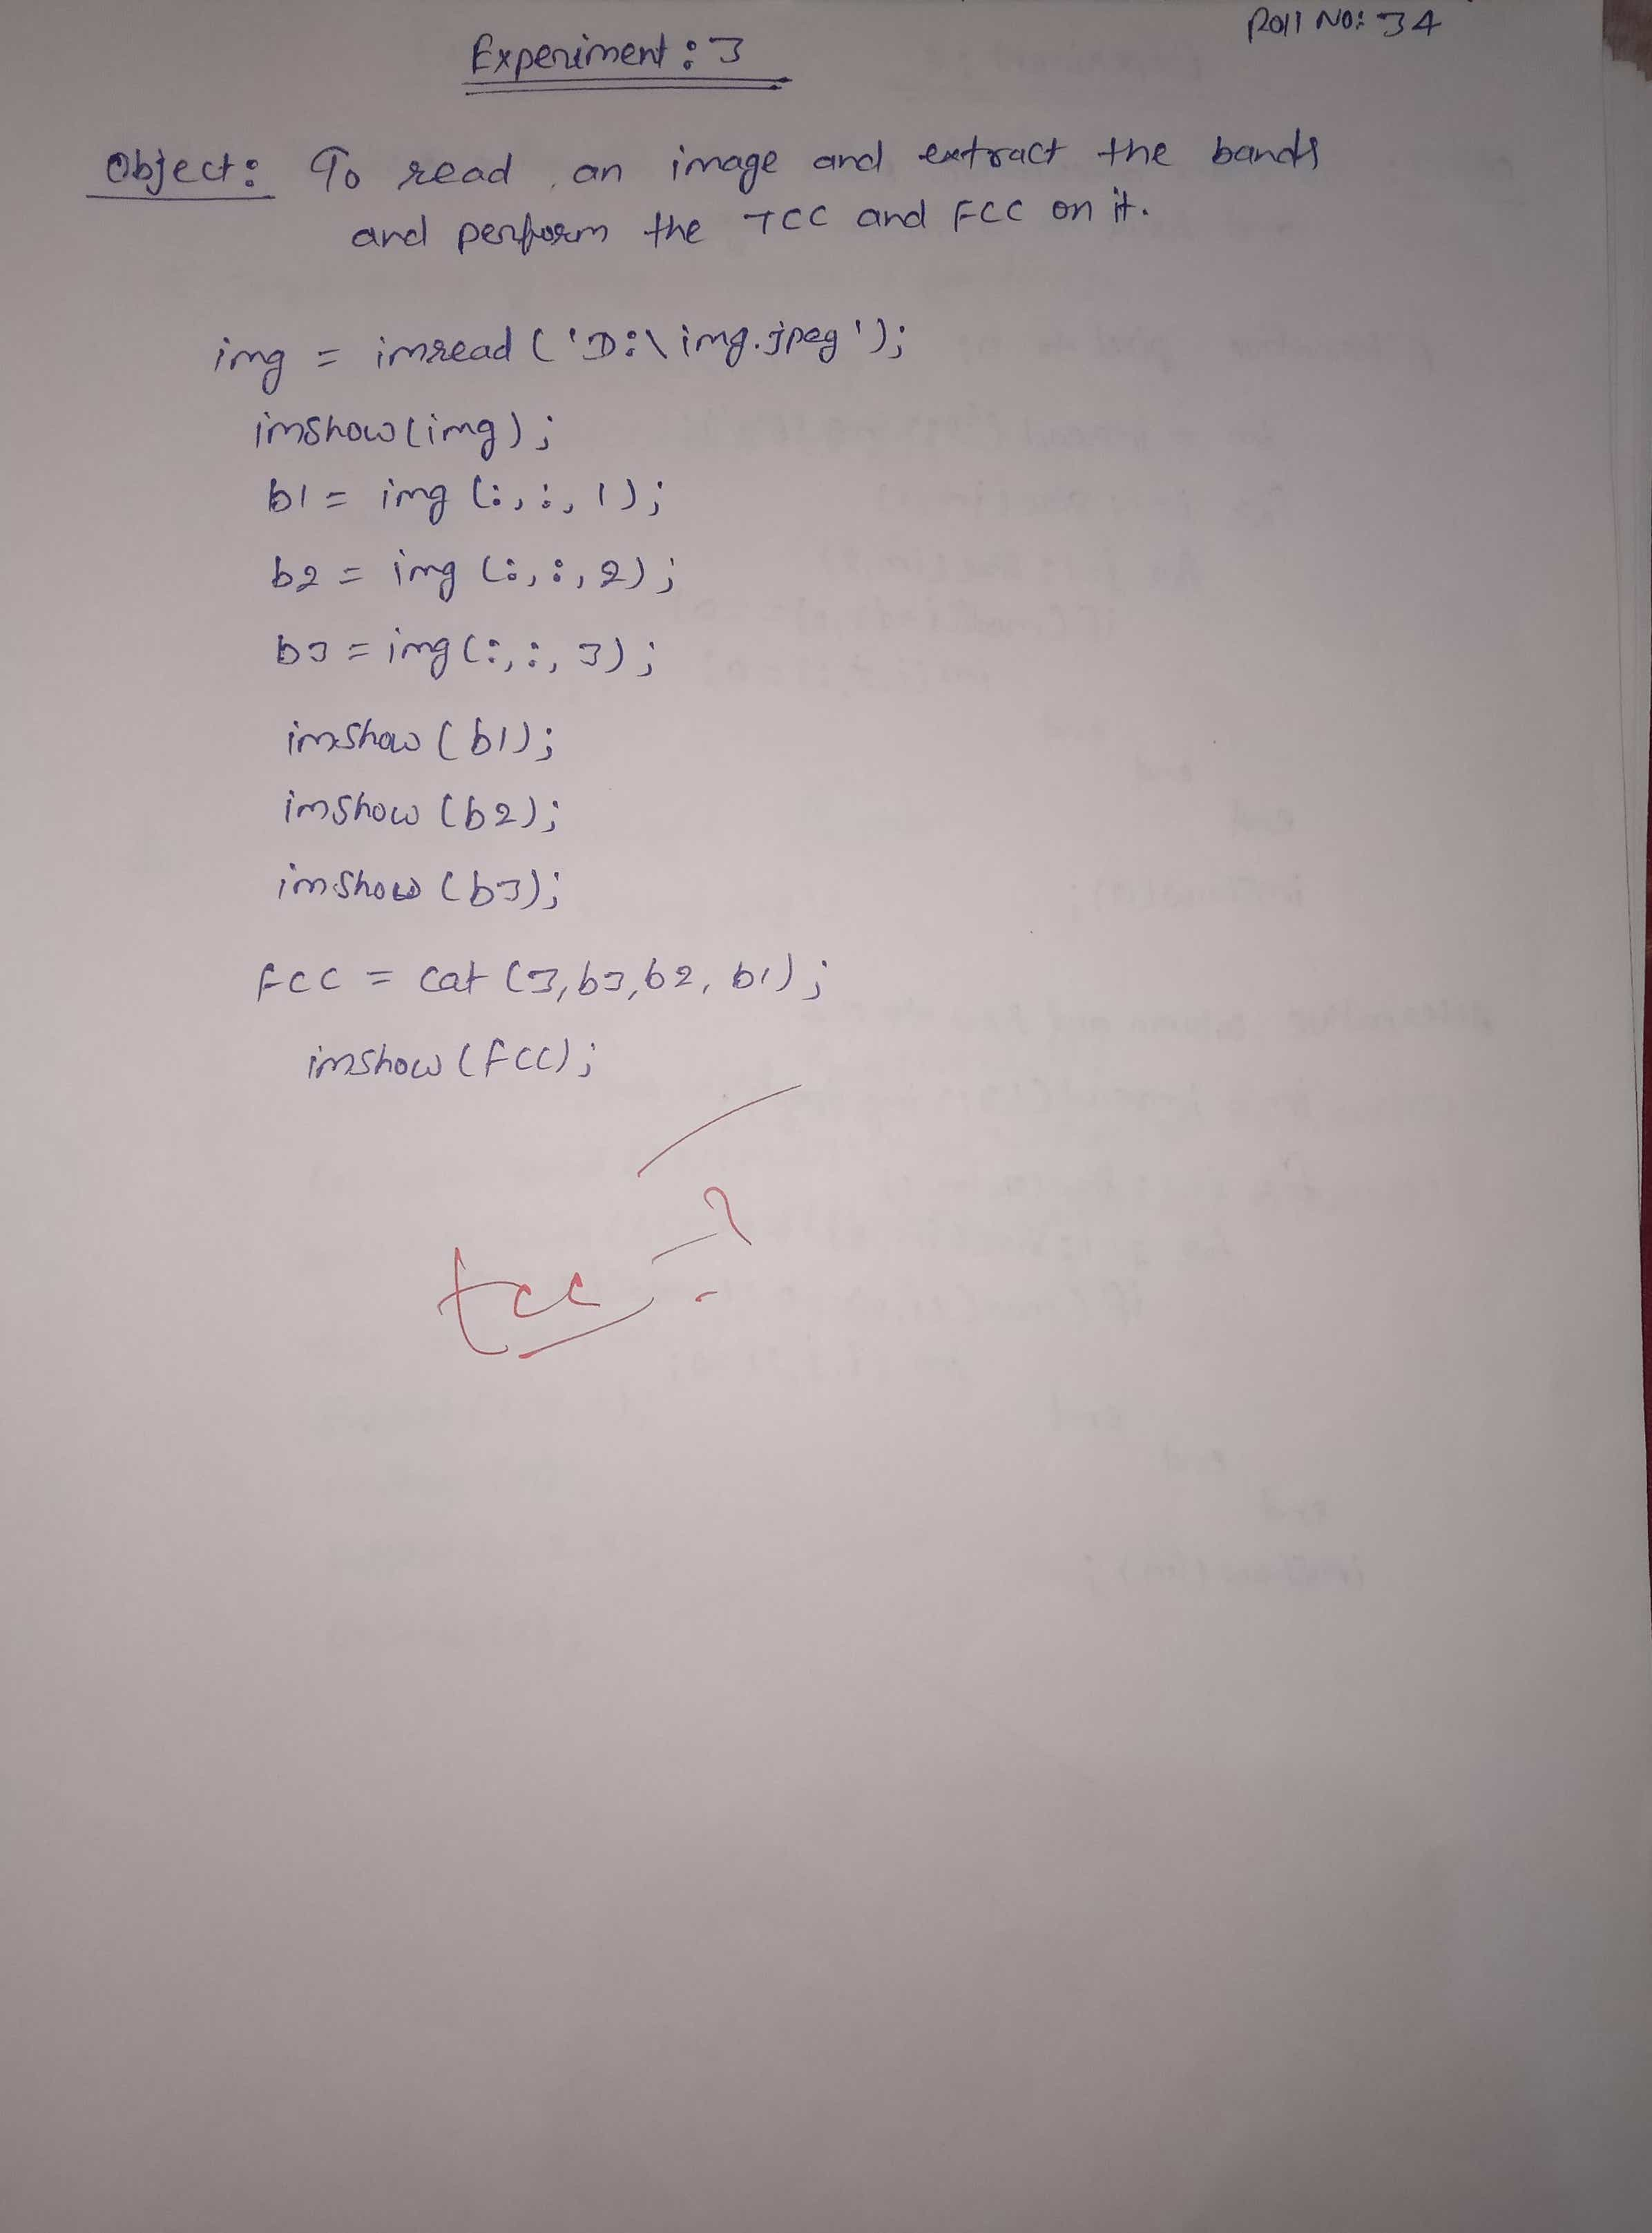 Roll No: 34
Experiment: 3
Object: To read an image and extract the bands
and perform the TCC and FCC on it.
img = imread('D:\img.jpeg');
imshow(img);
b1 = img(:,:,1);
b2 = img(:,:,2);
b3 = img(:,:,3);
imshow(b1);
imshow(b2);
imshow(b3);
fcc = cat(3,b3,b2,b1);
imshow(fcc);
tcc ?